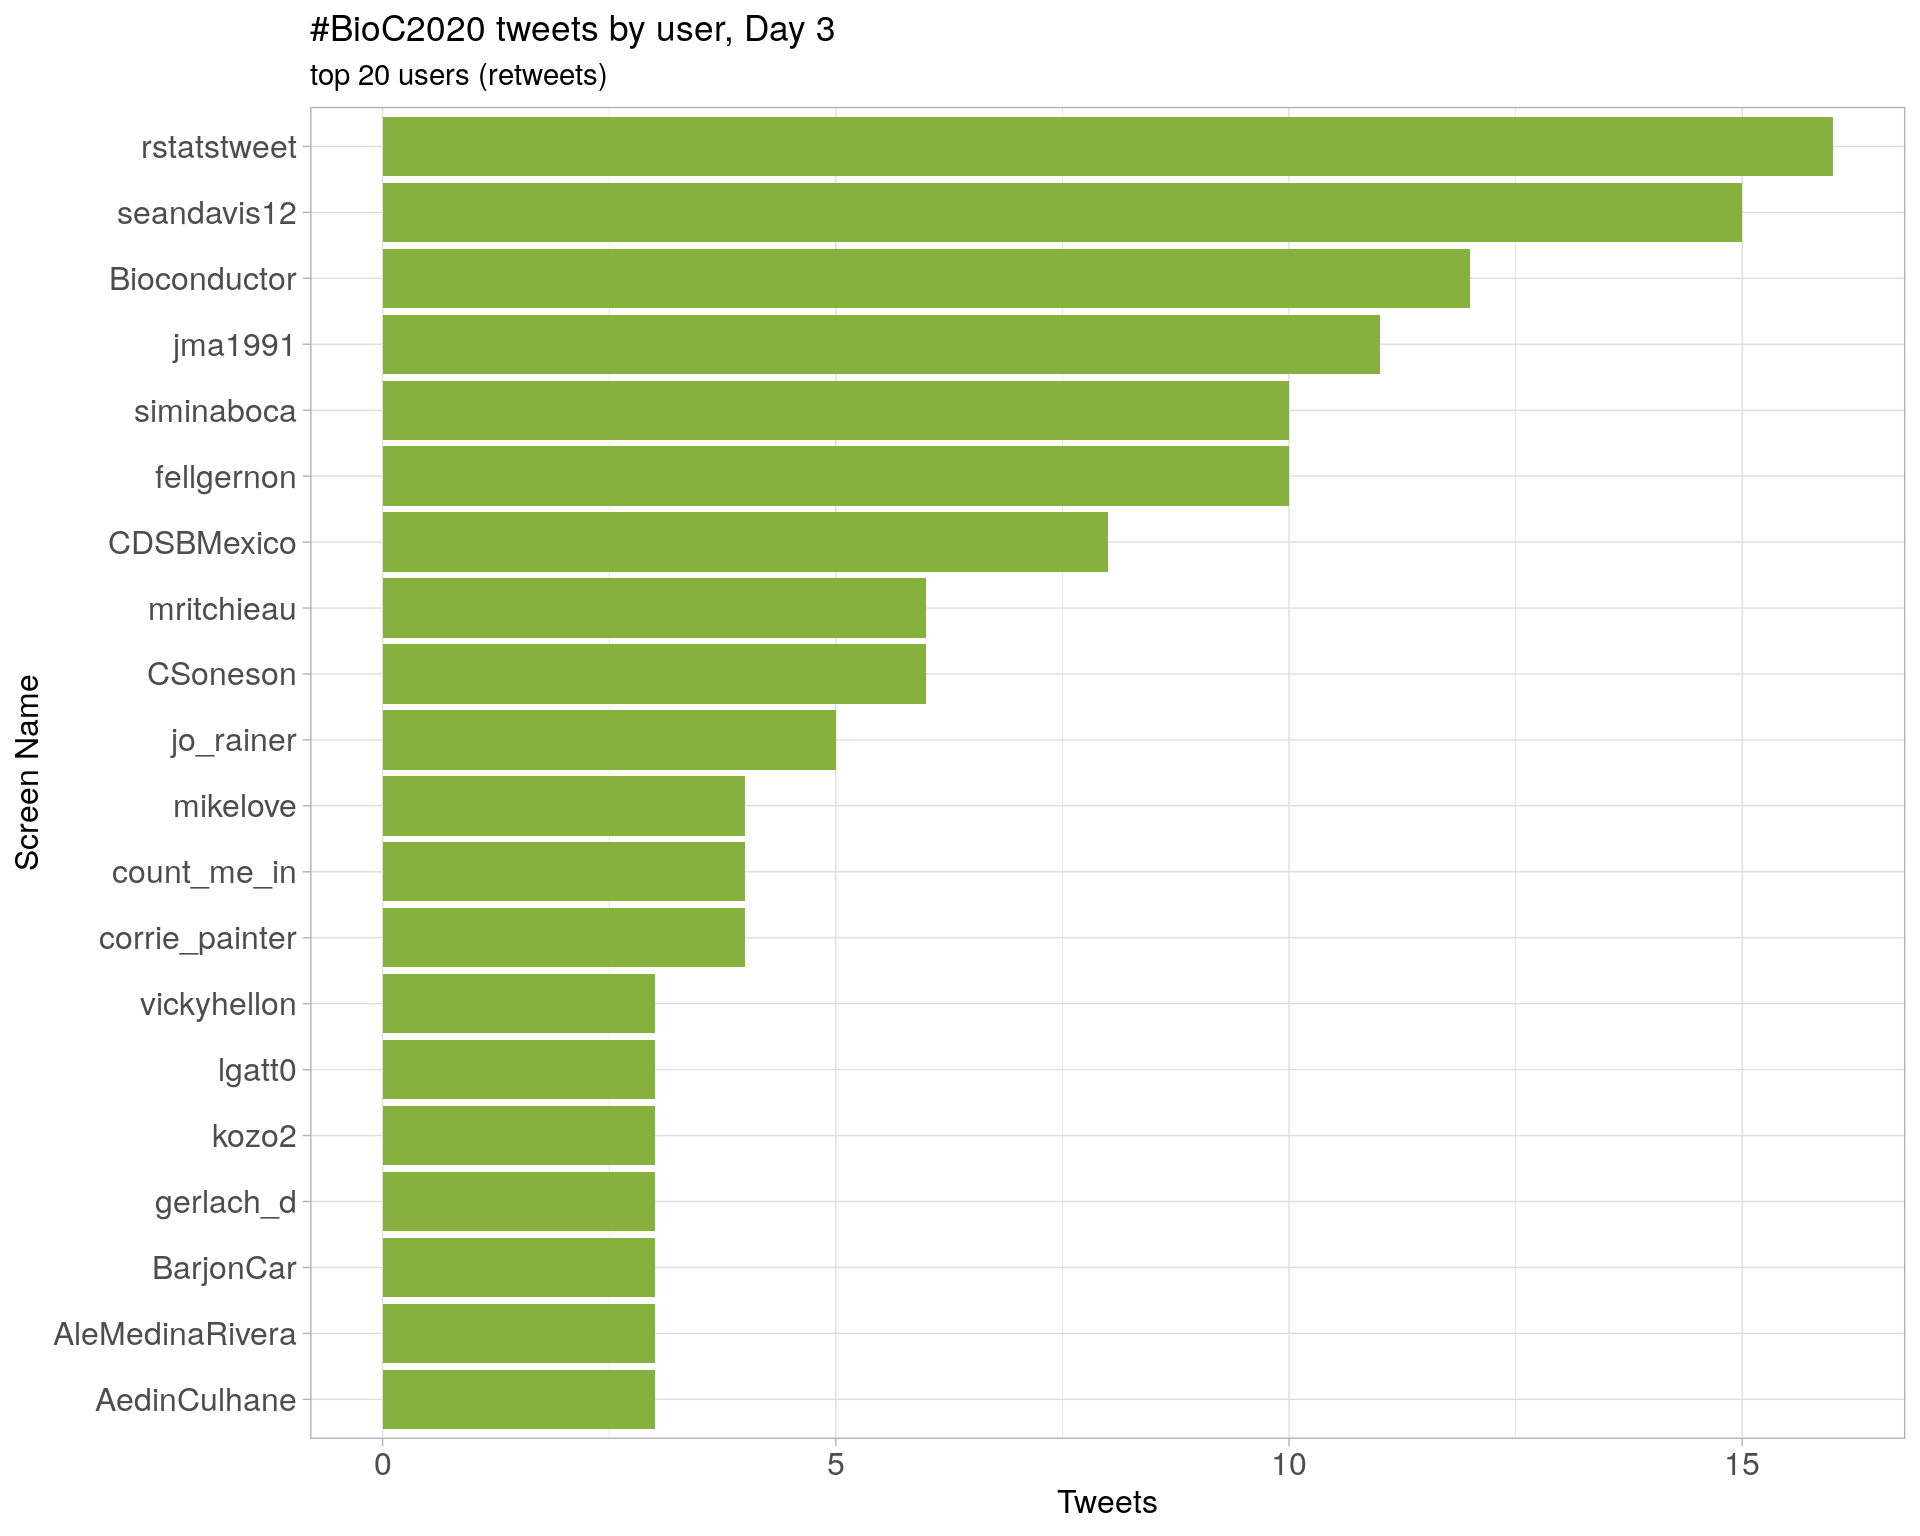 #BioC2020 tweets by user, Day 3
top 20 users (retweets)
Screen Name
rstatstweet
seandavis12
Bioconductor
jma1991
siminaboca
fellgernon
CDSBMexico
mritchieau
CSoneson
jo_rainer
mikelove
count_me_in
corrie_painter
vickyhellon
lgatt0
kozo2
gerlach_d
BarjonCar
AleMedinaRivera
AedinCulhane
0 5 10 15
Tweets